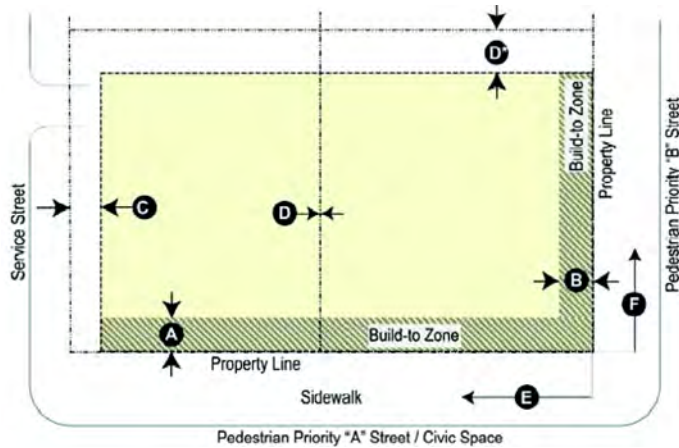 D*
Build-to Zone
Property Line
Pedestrian Priority "B" Street
Service Street
C
D
B
F
A
Build-to Zone
Property Line
Sidewalk
E
Pedestrian Priority "A" Street / Civic Space